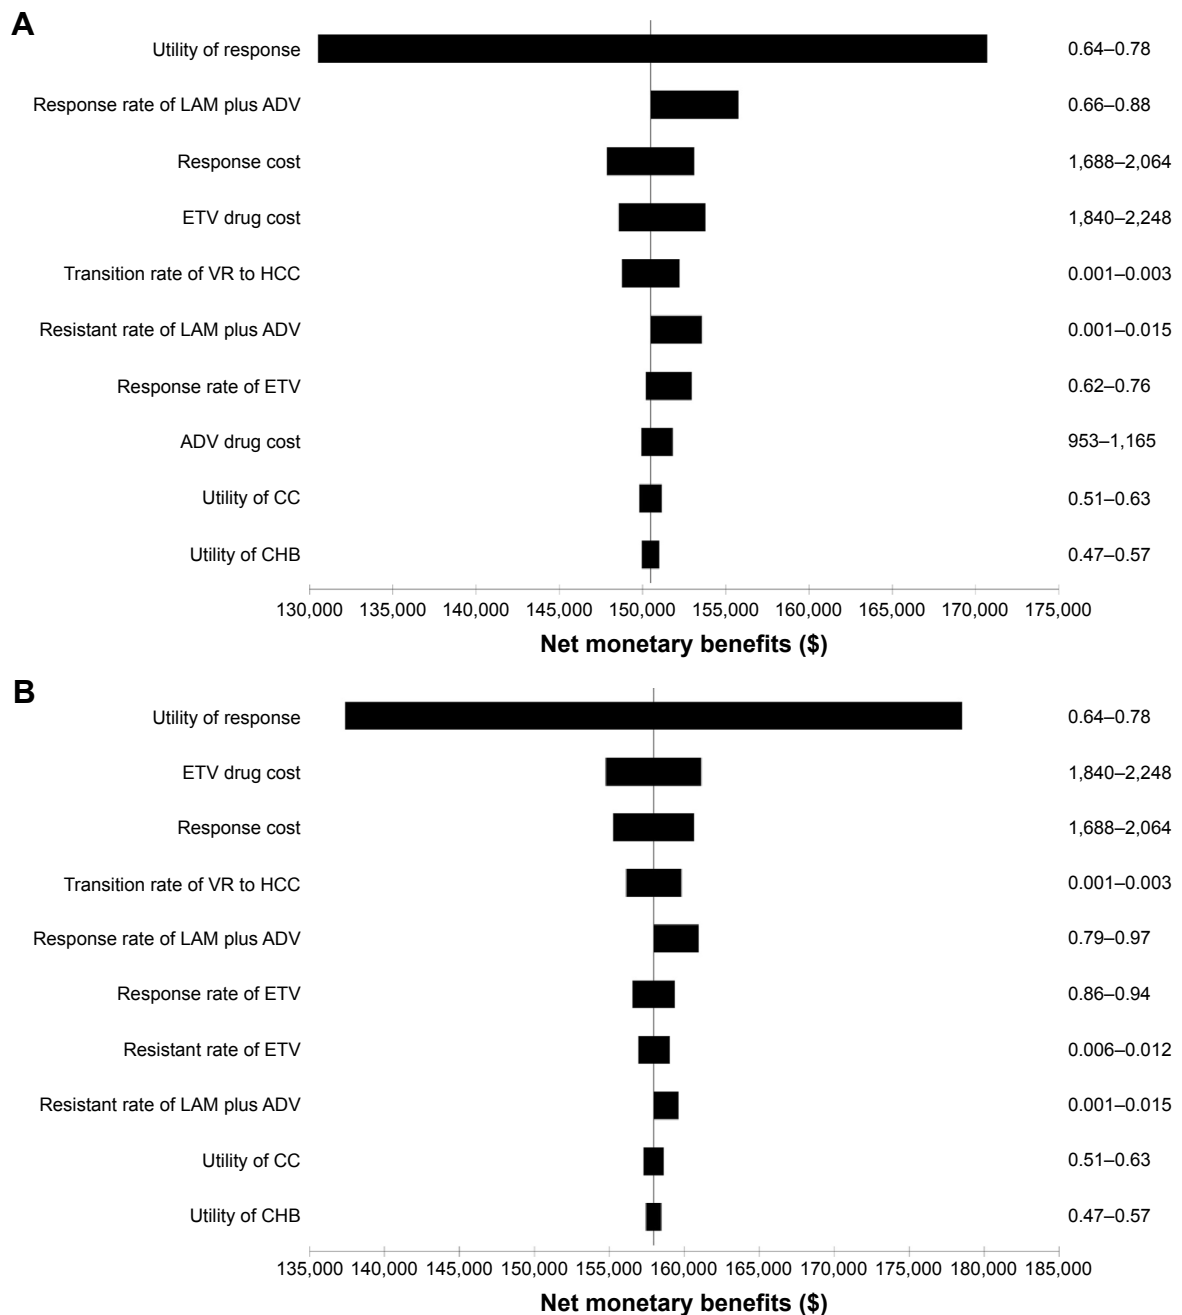 A
Utility of response 0.64–0.78
Response rate of LAM plus ADV 0.66–0.88
Response cost 1,688–2,064
ETV drug cost 1,840–2,248
Transition rate of VR to HCC 0.001–0.003
Resistant rate of LAM plus ADV 0.001–0.015
Response rate of ETV 0.62–0.76
ADV drug cost 953–1,165
Utility of CC 0.51–0.63
Utility of CHB 0.47–0.57
130,000 135,000 140,000 145,000 150,000 155,000 160,000 165,000 170,000 175,000
Net monetary benefits ($)
B
Utility of response 0.64–0.78
ETV drug cost 1,840–2,248
Response cost 1,688–2,064
Transition rate of VR to HCC 0.001–0.003
Response rate of LAM plus ADV 0.79–0.97
Response rate of ETV 0.86–0.94
Resistant rate of ETV 0.006–0.012
Resistant rate of LAM plus ADV 0.001–0.015
Utility of CC 0.51–0.63
Utility of CHB 0.47–0.57
135,000 140,000 145,000 150,000 155,000 160,000 165,000 170,000 175,000 180,000 185,000
Net monetary benefits ($)